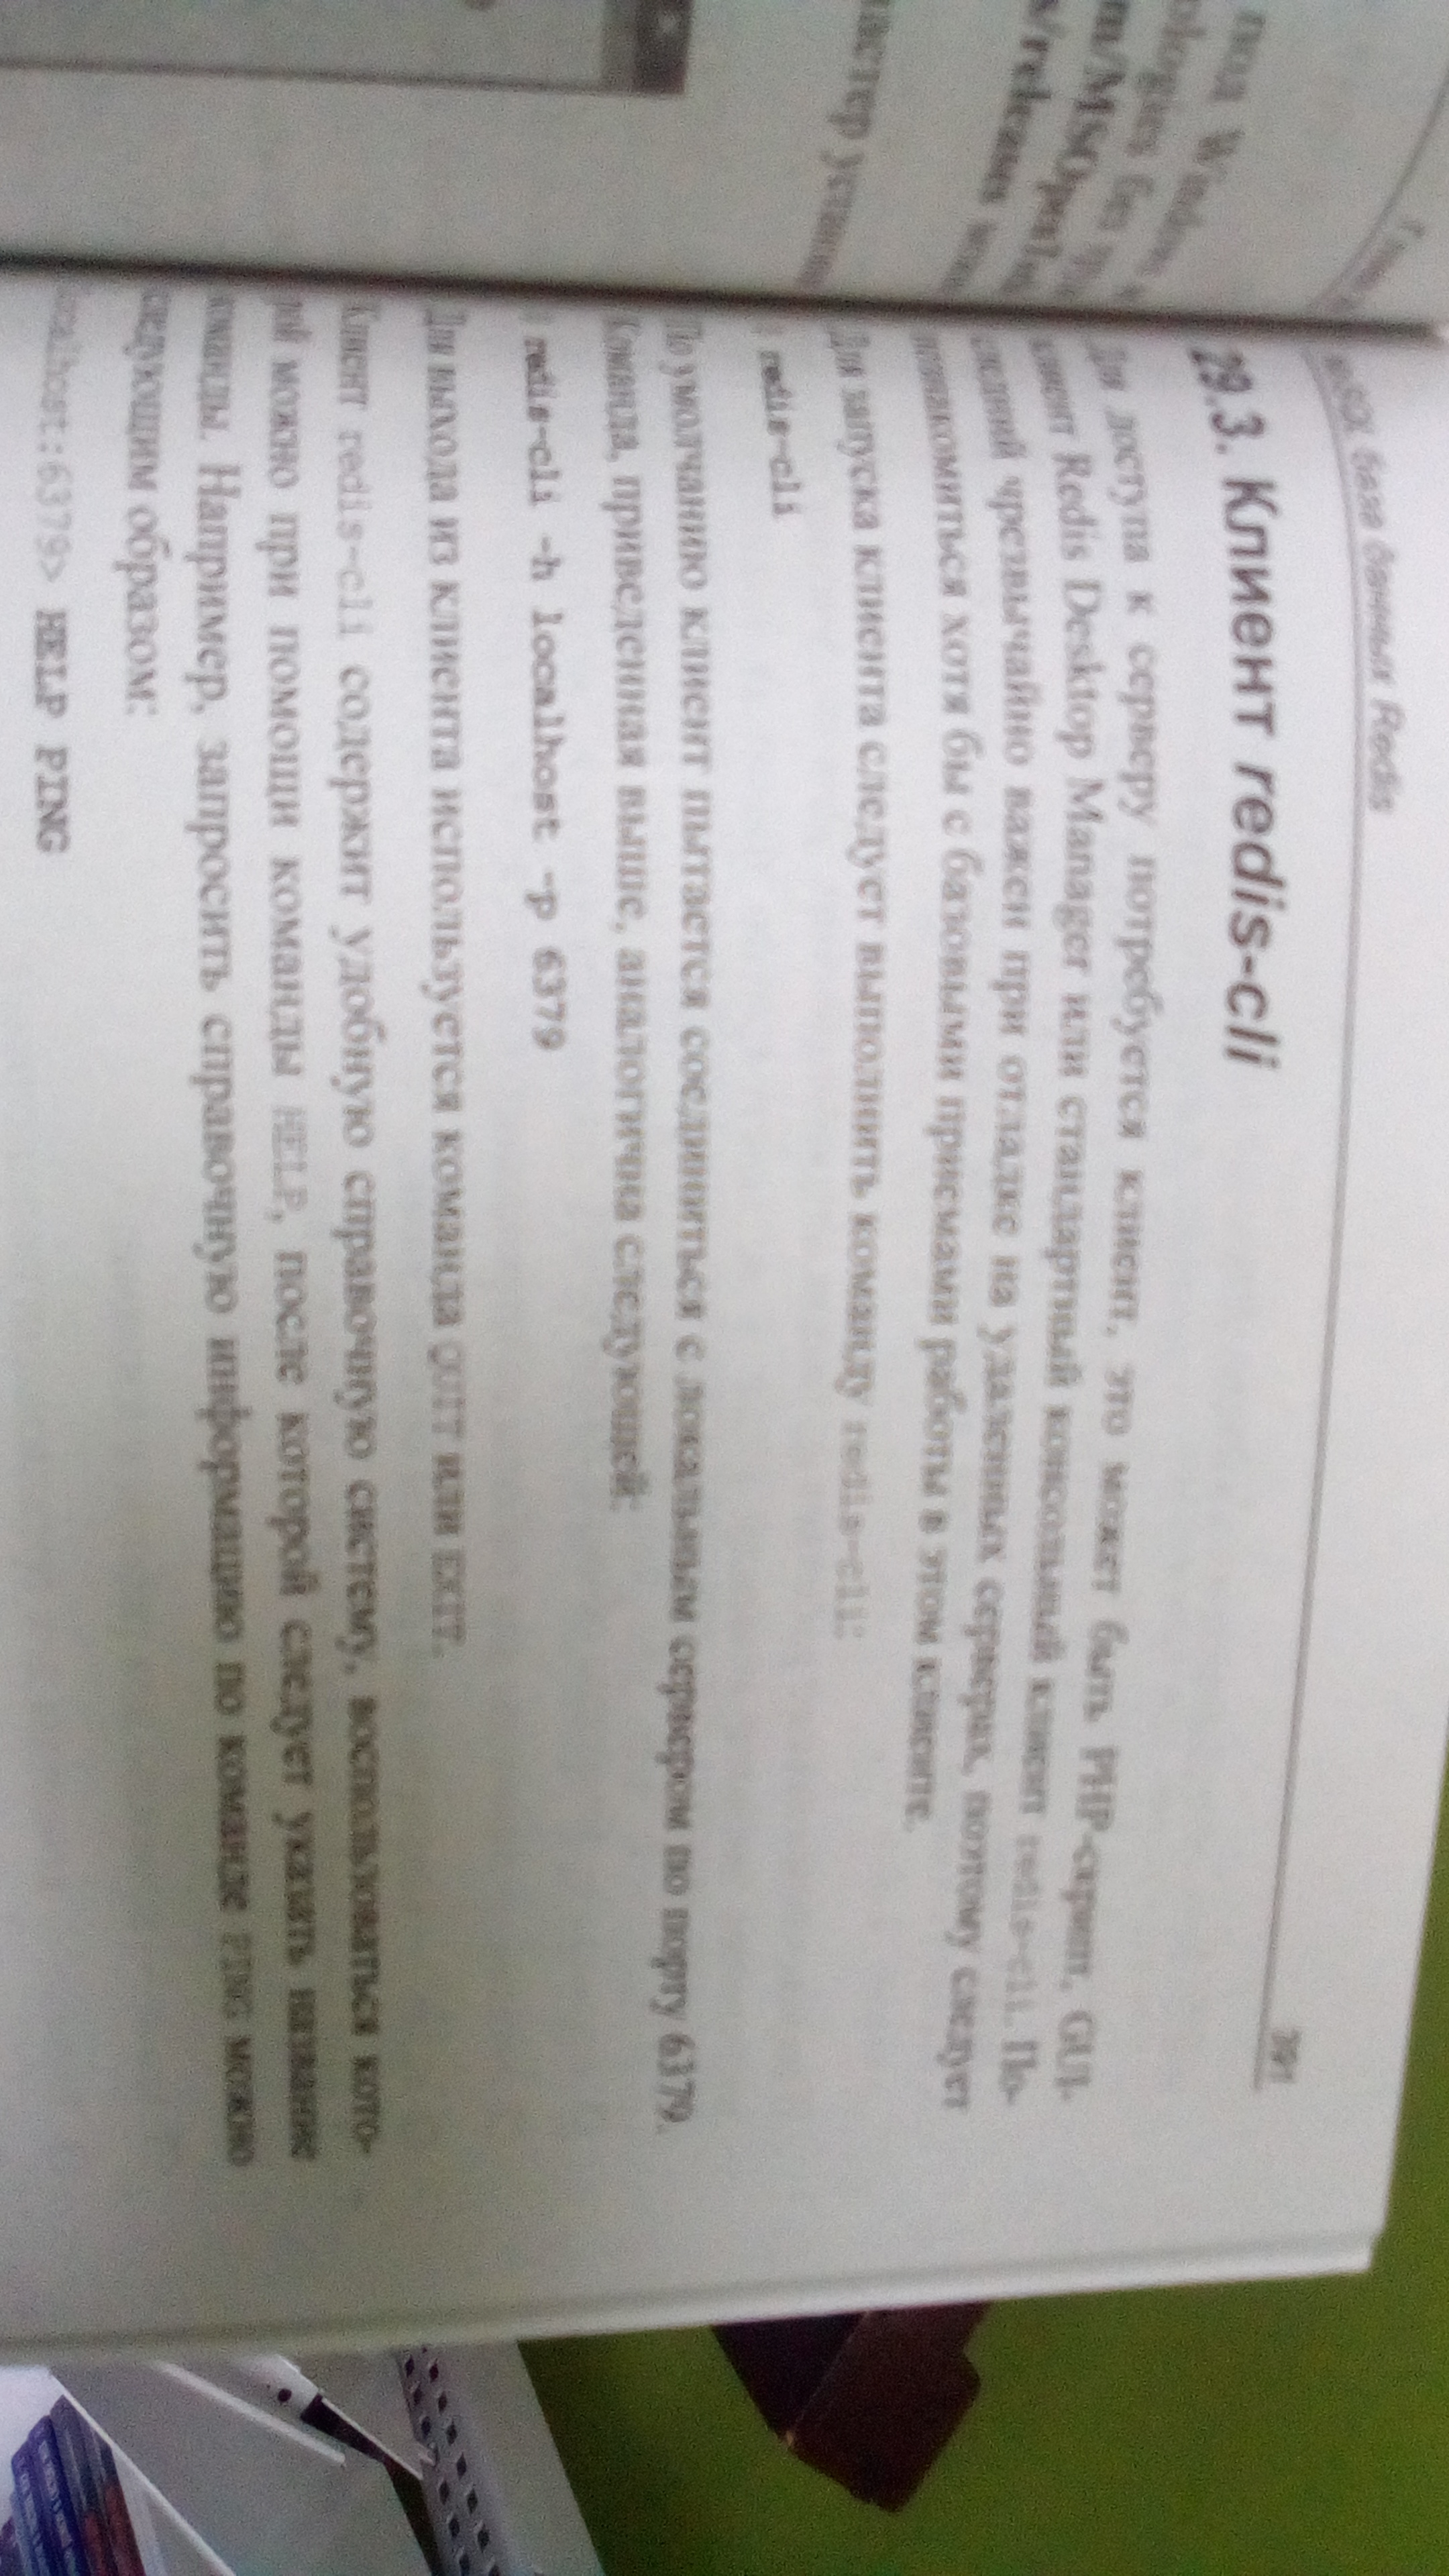 под Windows
ologies без
m/MSOpenTech
s/releases
мастер установки
NoSQL база данных Redis
391
29.3. Клиент redis-cli
Для доступа к серверу потребуется клиент, это может быть PHP-скрипт, GUI-
клиент Redis Desktop Manager или стандартный консольный клиент redis-cli. По-
следний чрезвычайно важен при отладке на удаленных серверах, поэтому следует
познакомиться хотя бы с базовыми приемами работы в этом клиенте.
Для запуска клиента следует выполнить команду redis-cli:
redis-cli
По умолчанию клиент пытается соединиться с локальным сервером по порту 6379.
Команда, приведенная выше, аналогична следующей:
redis-cli -h localhost -p 6379
Для выхода из клиента используется команда QUIT или EXIT.
Клиент redis-cli содержит удобную справочную систему, воспользоваться кото-
рой можно при помощи команды HELP, после которой следует указать название
команды. Например, запросить справочную информацию по команде PING можно
следующим образом:
localhost:6379> HELP PING